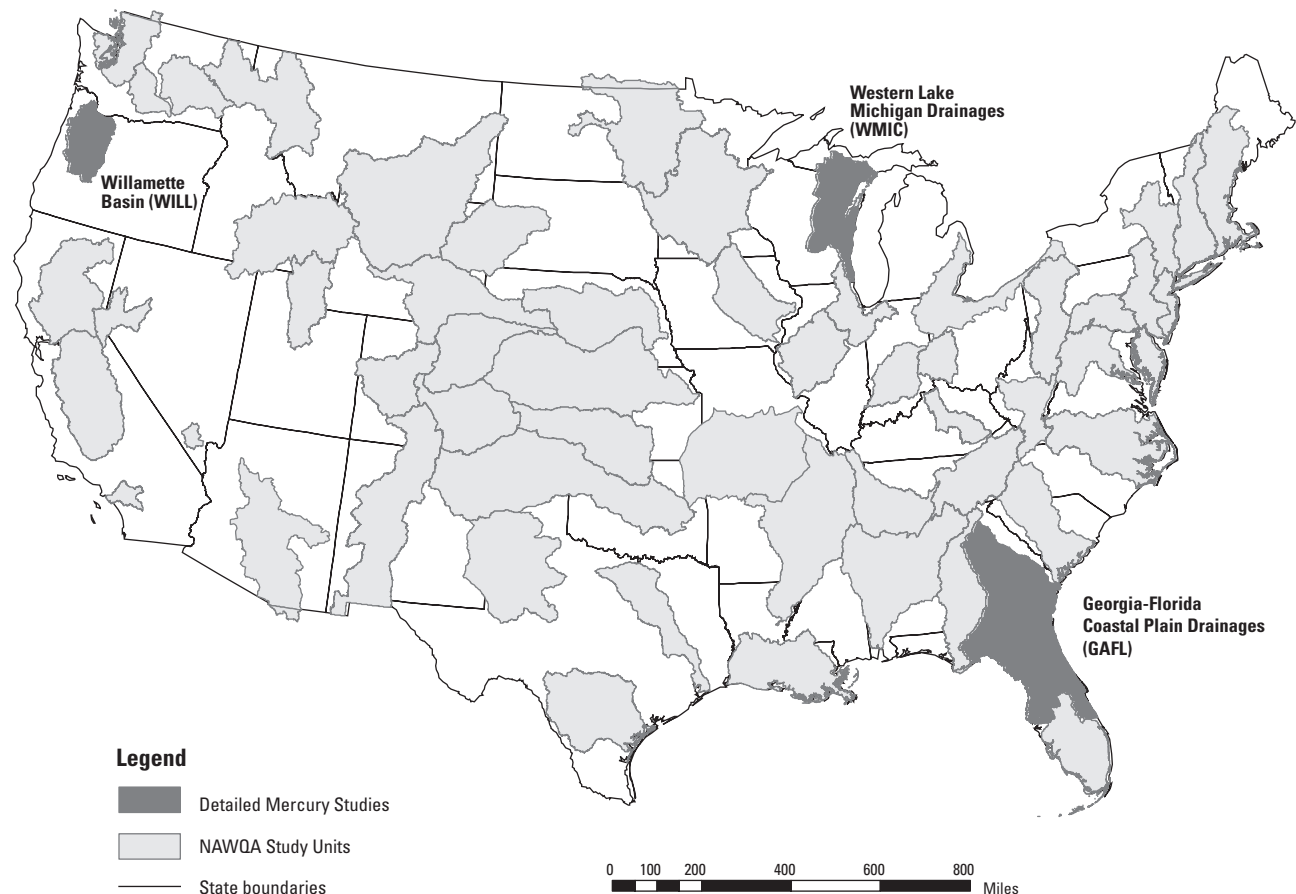 Western Lake
Michigan Drainages
(WMIC)
Willamette
Basin (WILL)
Georgia-Florida
Coastal Plain Drainages
(GAFL)
Legend
Detailed Mercury Studies
NAWQA Study Units
State boundaries
0 100 200 400 600 800
Miles